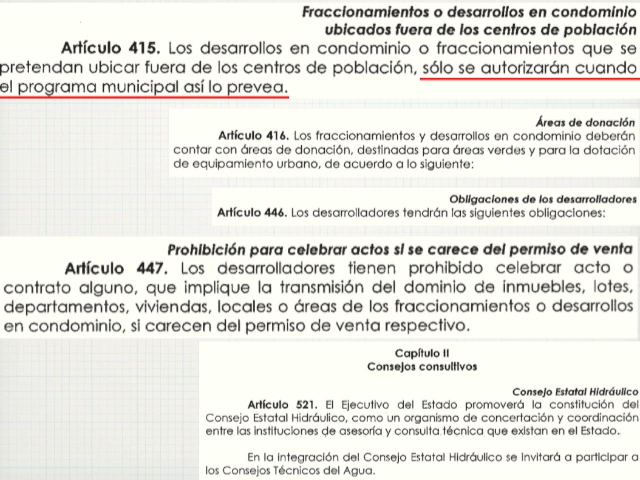 Fraccionamientos o desarrollos en condominio
ubicados fuera de los centros de población
Artículo 415. Los desarrollos en condominio o fraccionamientos que se
pretendan ubicar fuera de los centros de población, sólo se autorizarán cuando
el programa municipal así lo prevea.
Áreas de donación
Artículo 416. Los fraccionamientos y desarrollos en condominio deberán
contar con áreas de donación, destinadas para áreas verdes y para la dotación
de equipamiento urbano, de acuerdo a lo siguiente:
Obligaciones de los desarrolladores
Artículo 446. Los desarrolladores tendrán las siguientes obligaciones:
Prohibición para celebrar actos si se carece del permiso de venta
Artículo 447. Los desarrolladores tienen prohibido celebrar acto o
contrato alguno, que implique la transmisión del dominio de inmuebles, lotes,
departamentos, viviendas, locales o áreas de los fraccionamientos o desarrollos
en condominio, si carecen del permiso de venta respectivo.
Capítulo II
Consejos consultivos
Consejo Estatal Hidráulico
Artículo 521. El Ejecutivo del Estado promoverá la constitución del
Consejo Estatal Hidráulico, como un organismo de concertación y coordinación
entre las instituciones de asesoría y consulta técnica que existan en el Estado.
En la integración del Consejo Estatal Hidráulico se invitará a participar a
los Consejos Técnicos del Agua.